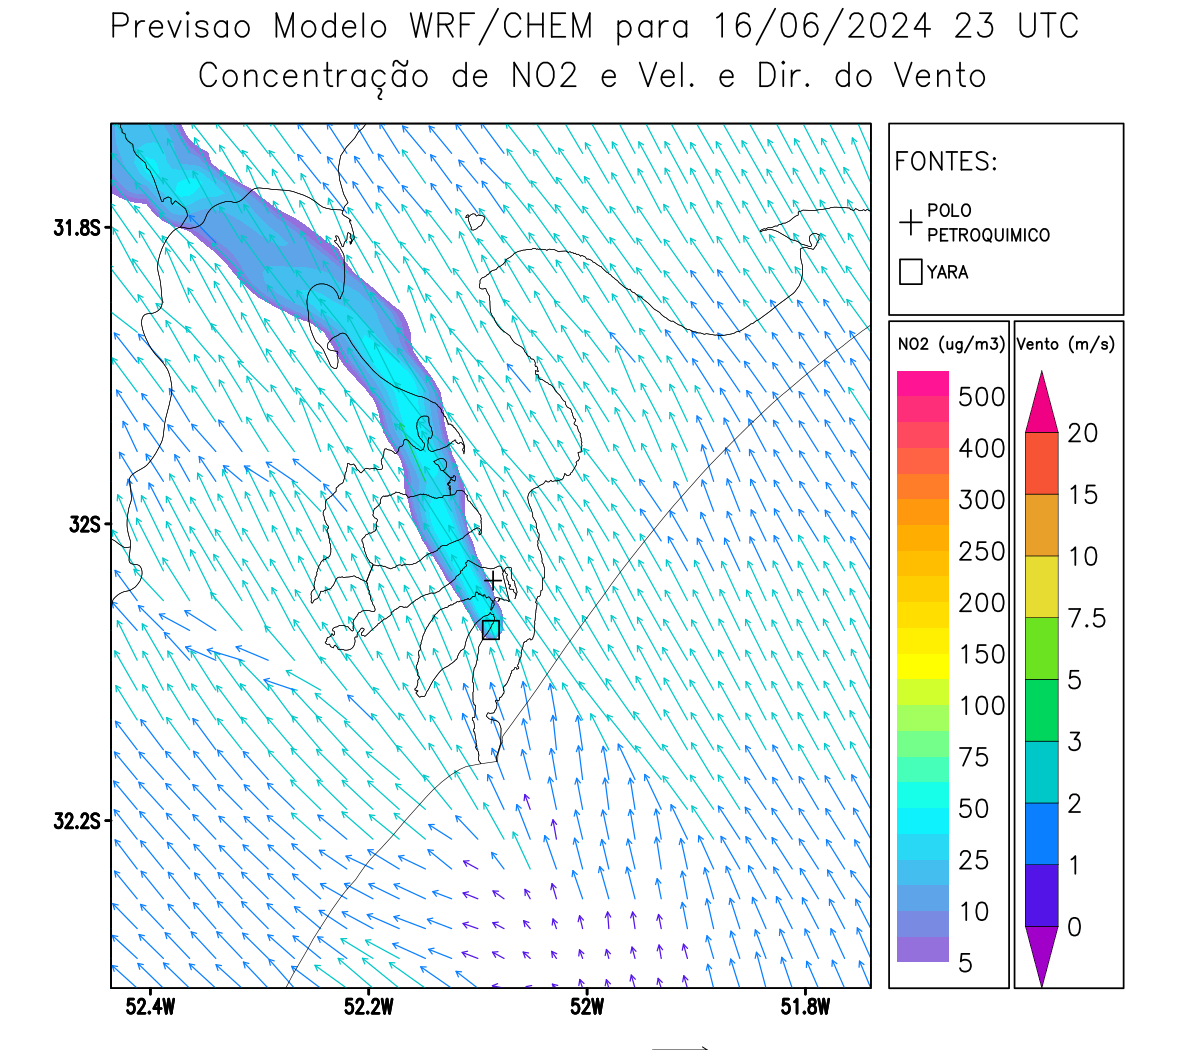 Previsao Modelo WRF/CHEM para 16/06/2024 23 UTC
Concentração de NO2 e Vel. e Dir. do Vento
FONTES:
POLO
PETROQUIMICO
YARA
31.8S
32S
32.2S
52.4W 52.2W 52W 51.8W
NO2 (ug/m3)
500
400
300
250
200
150
100
75
50
25
10
5
Vento (m/s)
20
15
10
7.5
5
3
2
1
0